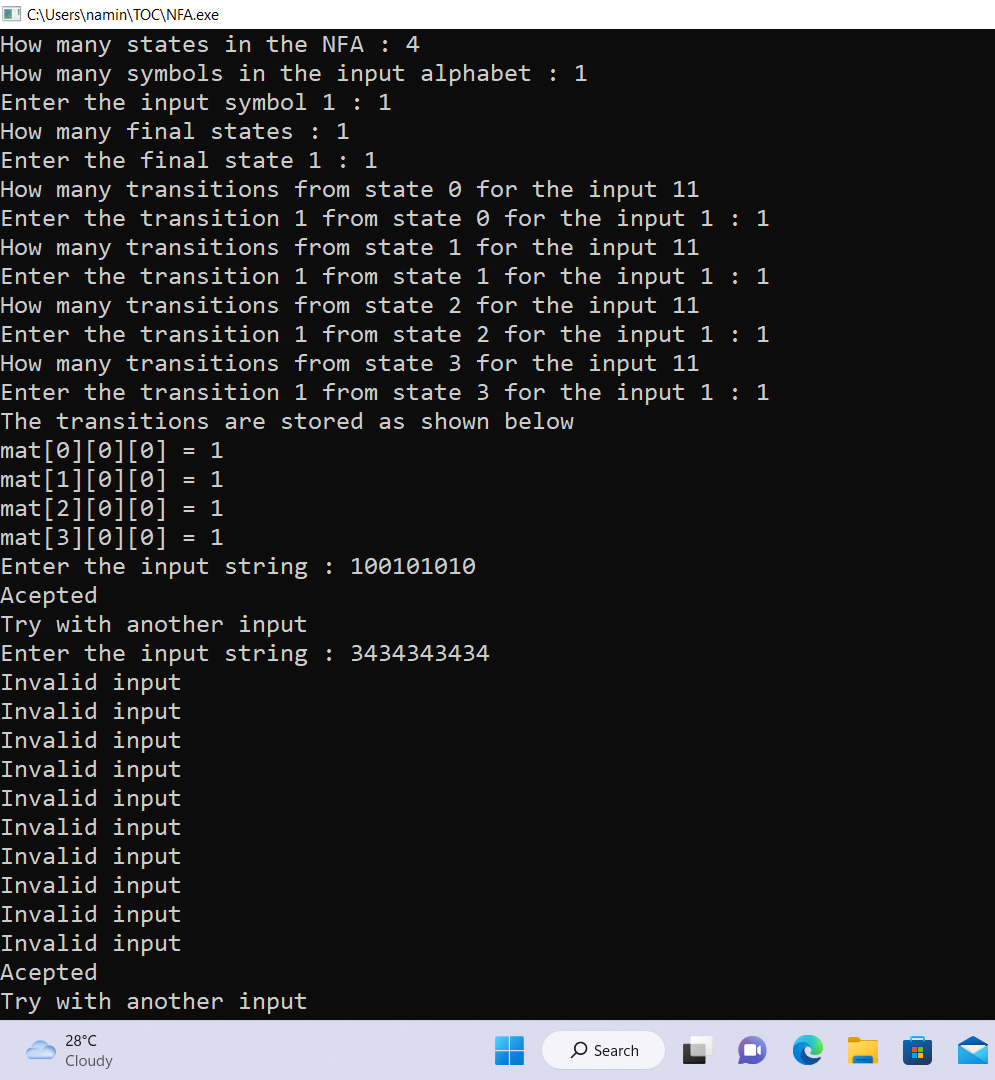 C:\Users\namin\TOC\NFA.exe
How many states in the NFA : 4
How many symbols in the input alphabet : 1
Enter the input symbol 1 : 1
How many final states : 1
Enter the final state 1 : 1
How many transitions from state 0 for the input 11
Enter the transition 1 from state 0 for the input 1 : 1
How many transitions from state 1 for the input 11
Enter the transition 1 from state 1 for the input 1 : 1
How many transitions from state 2 for the input 11
Enter the transition 1 from state 2 for the input 1 : 1
How many transitions from state 3 for the input 11
Enter the transition 1 from state 3 for the input 1 : 1
The transitions are stored as shown below
mat[0][0][0] = 1
mat[1][0][0] = 1
mat[2][0][0] = 1
mat[3][0][0] = 1
Enter the input string : 100101010
Acepted
Try with another input
Enter the input string : 3434343434
Invalid input
Invalid input
Invalid input
Invalid input
Invalid input
Invalid input
Invalid input
Invalid input
Invalid input
Invalid input
Acepted
Try with another input
28°C
Cloudy
Search